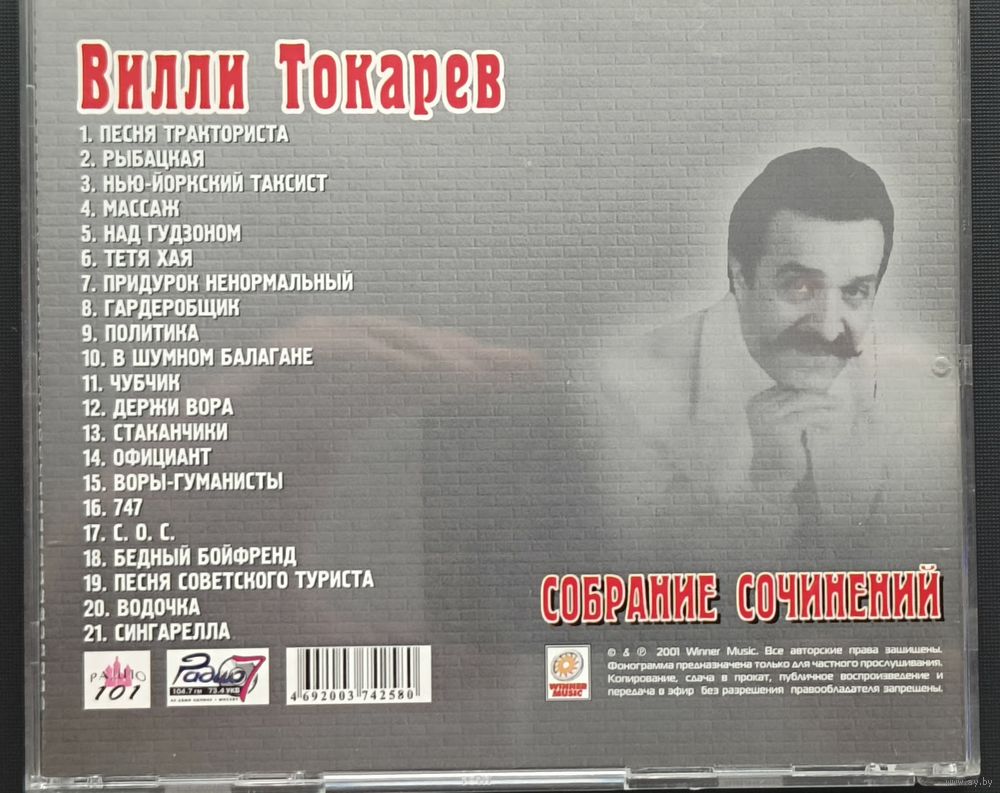 Вилли Токарев
1. ПЕСНЯ ТРАКТОРИСТА
2. РЫБАЦКАЯ
3. НЬЮ-ЙОРКСКИЙ ТАКСИСТ
4. МАССАЖ
5. НАД ГУДЗОНОМ
6. ТЕТЯ ХАЯ
7. ПРИДУРОК НЕНОРМАЛЬНЫЙ
8. ГАРДЕРОБЩИК
9. ПОЛИТИКА
10. В ШУМНОМ БАЛАГАНЕ
11. ЧУБЧИК
12. ДЕРЖИ ВОРА
13. СТАКАНЧИКИ
14. ОФИЦИАНТ
15. ВОРЫ-ГУМАНИСТЫ
16. 747
17. С. О. С.
18. БЕДНЫЙ БОЙФРЕНД
19. ПЕСНЯ СОВЕТСКОГО ТУРИСТА
20. ВОДОЧКА
21. СИНГАРЕЛЛА
СОБРАНИЕ СОЧИНЕНИЙ
РАДИО
101
Радио 7
104.7 FM 73.4 УКВ
4 692003 742580
WINNER
MUSIC
© & ℗ 2001 Winner Music. Все авторские права защищены.
Фонограмма предназначена только для частного прослушивания.
Копирование, сдача в прокат, публичное воспроизведение и
передача в эфир без разрешения правообладателя запрещены.
www.ay.by